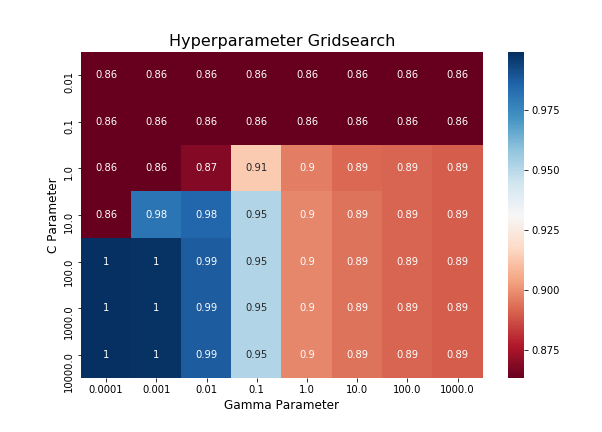 Hyperparameter Gridsearch
0.01 0.86 0.86 0.86 0.86 0.86 0.86 0.86 0.86
0.1 0.86 0.86 0.86 0.86 0.86 0.86 0.86 0.86
1.0 0.86 0.86 0.87 0.91 0.9 0.89 0.89 0.89
10.0 0.86 0.98 0.98 0.95 0.9 0.89 0.89 0.89
100.0 1 1 0.99 0.95 0.9 0.89 0.89 0.89
1000.0 1 1 0.99 0.95 0.9 0.89 0.89 0.89
10000.0 1 1 0.99 0.95 0.9 0.89 0.89 0.89
C Parameter
0.0001 0.001 0.01 0.1 1.0 10.0 100.0 1000.0
Gamma Parameter
0.975
0.950
0.925
0.900
0.875